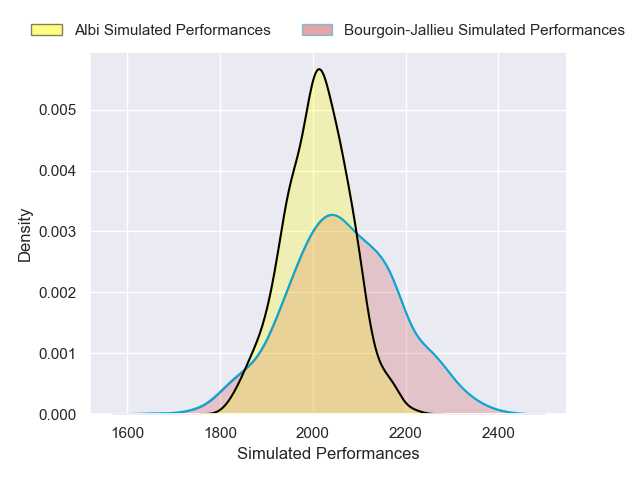 Albi Simulated Performances
Bourgoin-Jallieu Simulated Performances
Density
0.005
0.004
0.003
0.002
0.001
0.000
1600
1800
2000
2200
2400
Simulated Performances